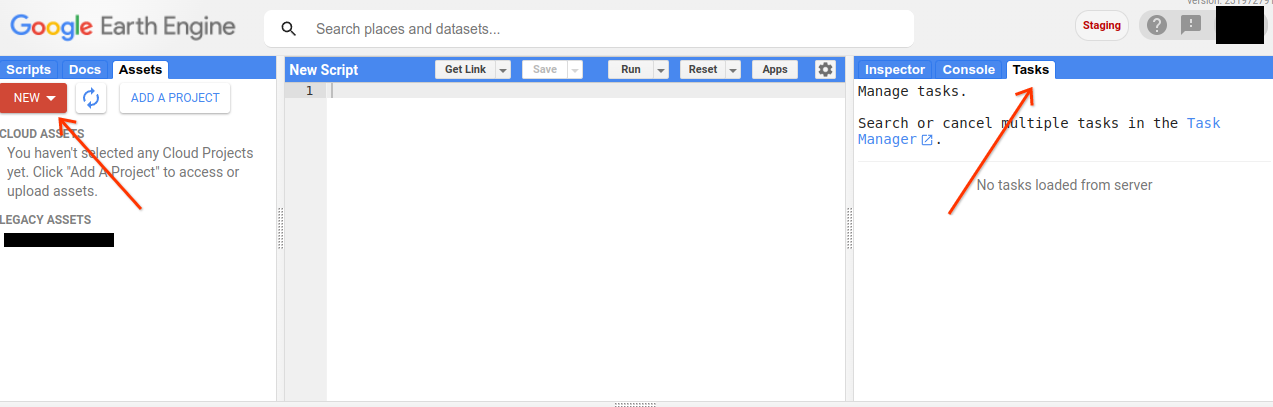 Version: 231972791
Google Earth Engine
Search places and datasets...
Staging
Scripts Docs Assets
NEW ADD A PROJECT
CLOUD ASSETS
You haven't selected any Cloud Projects
yet. Click "Add A Project" to access or
upload assets.
LEGACY ASSETS
New Script Get Link Save Run Reset Apps
1
Inspector Console Tasks
Manage tasks.
Search or cancel multiple tasks in the Task
Manager.
No tasks loaded from server